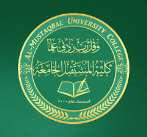 AL-MUSTAQBAL UNIVERSITY COLLEGE
وقل رب زدني علما
كلية المستقبل الجامعة